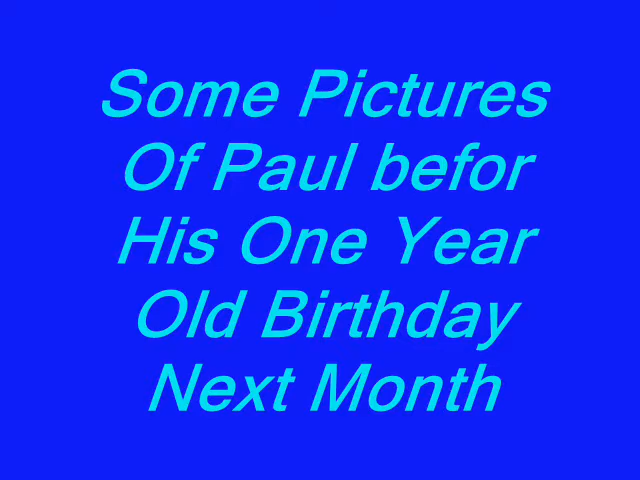 Some Pictures
Of Paul befor
His One Year
Old Birthday
Next Month